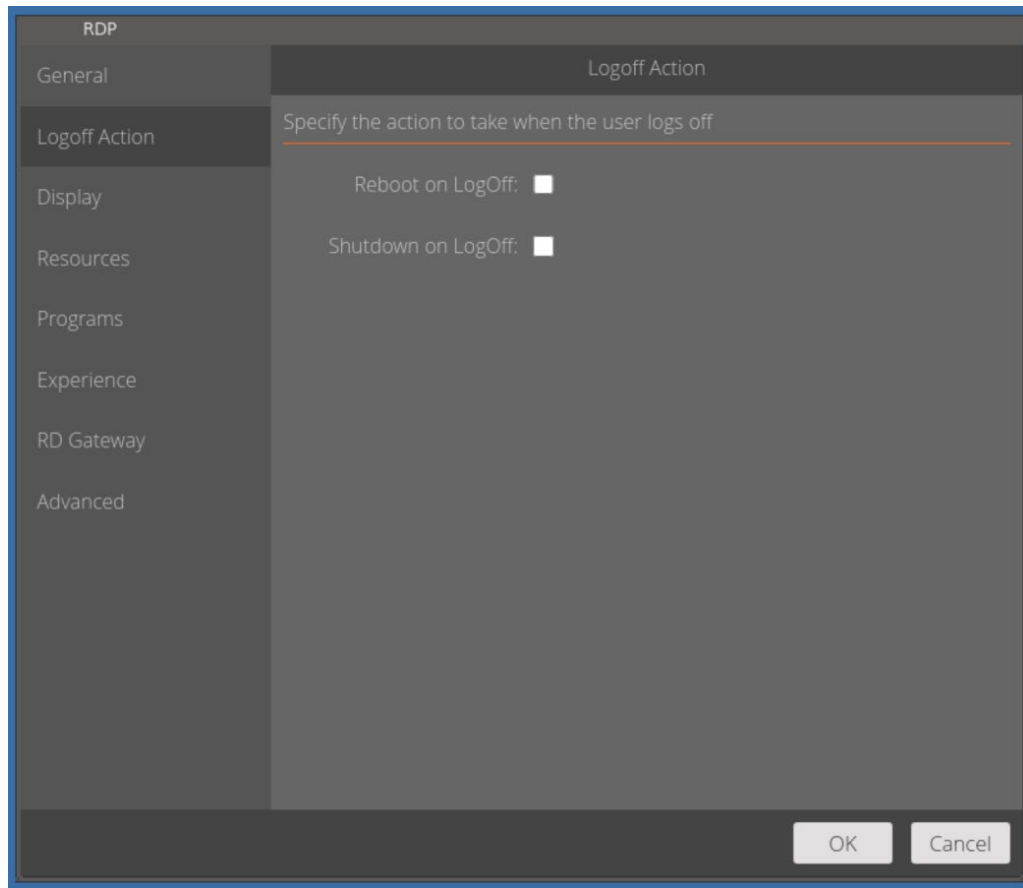 RDP
General
Logoff Action
Display
Resources
Programs
Experience
RD Gateway
Advanced
Logoff Action
Specify the action to take when the user logs off
Reboot on LogOff:
Shutdown on LogOff:
OK
Cancel